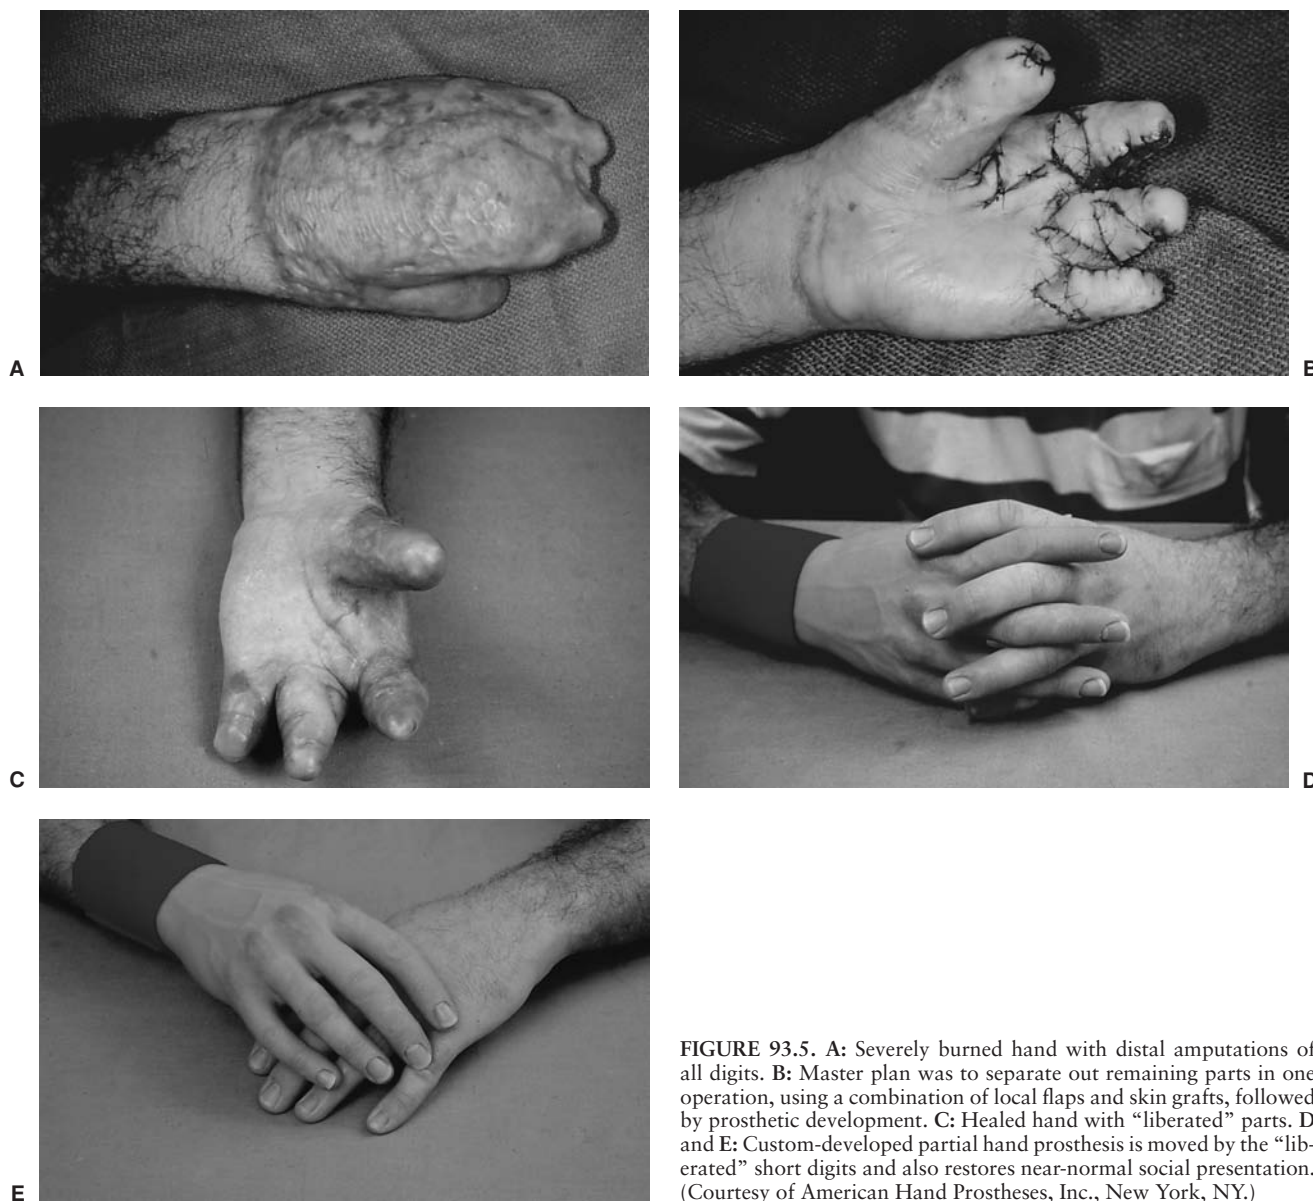 A
B
C
D
E
FIGURE 93.5. A: Severely burned hand with distal amputations of
all digits. B: Master plan was to separate out remaining parts in one
operation, using a combination of local flaps and skin grafts, followed
by prosthetic development. C: Healed hand with “liberated” parts. D
and E: Custom-developed partial hand prosthesis is moved by the “lib-
erated” short digits and also restores near-normal social presentation.
(Courtesy of American Hand Prostheses, Inc., New York, NY.)